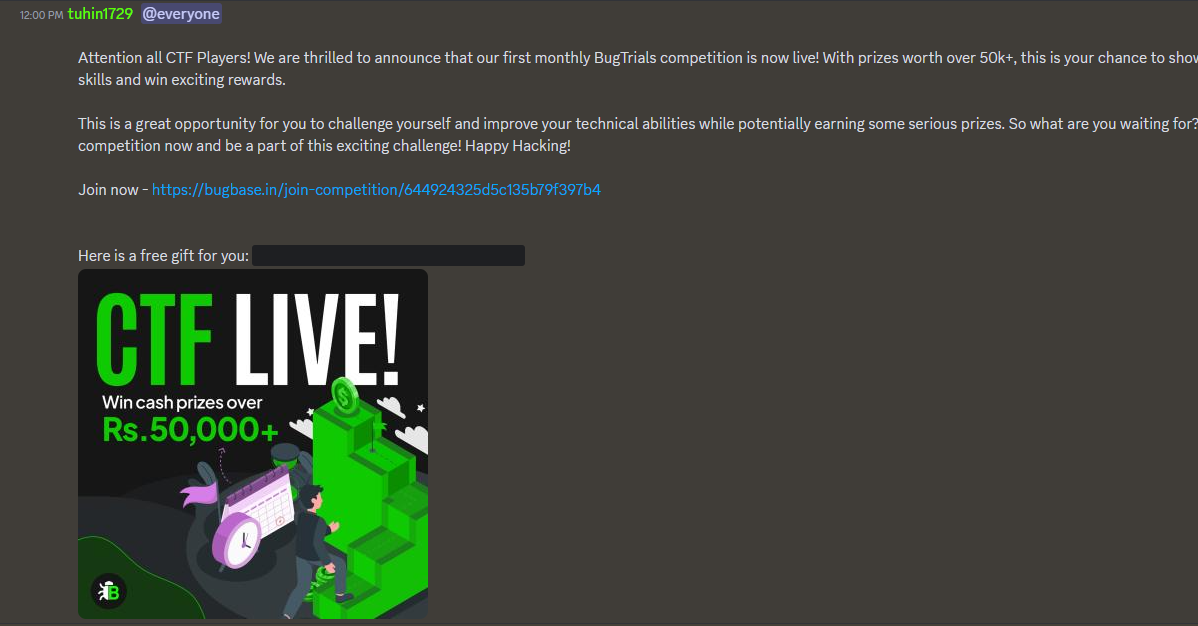 12:00 PM tuhin1729 @everyone
Attention all CTF Players! We are thrilled to announce that our first monthly BugTrials competition is now live! With prizes worth over 50k+, this is your chance to show
skills and win exciting rewards.
This is a great opportunity for you to challenge yourself and improve your technical abilities while potentially earning some serious prizes. So what are you waiting for?
competition now and be a part of this exciting challenge! Happy Hacking!
Join now - https://bugbase.in/join-competition/644924325d5c135b79f397b4
Here is a free gift for you:
CTF LIVE!
Win cash prizes over
Rs.50,000+
B